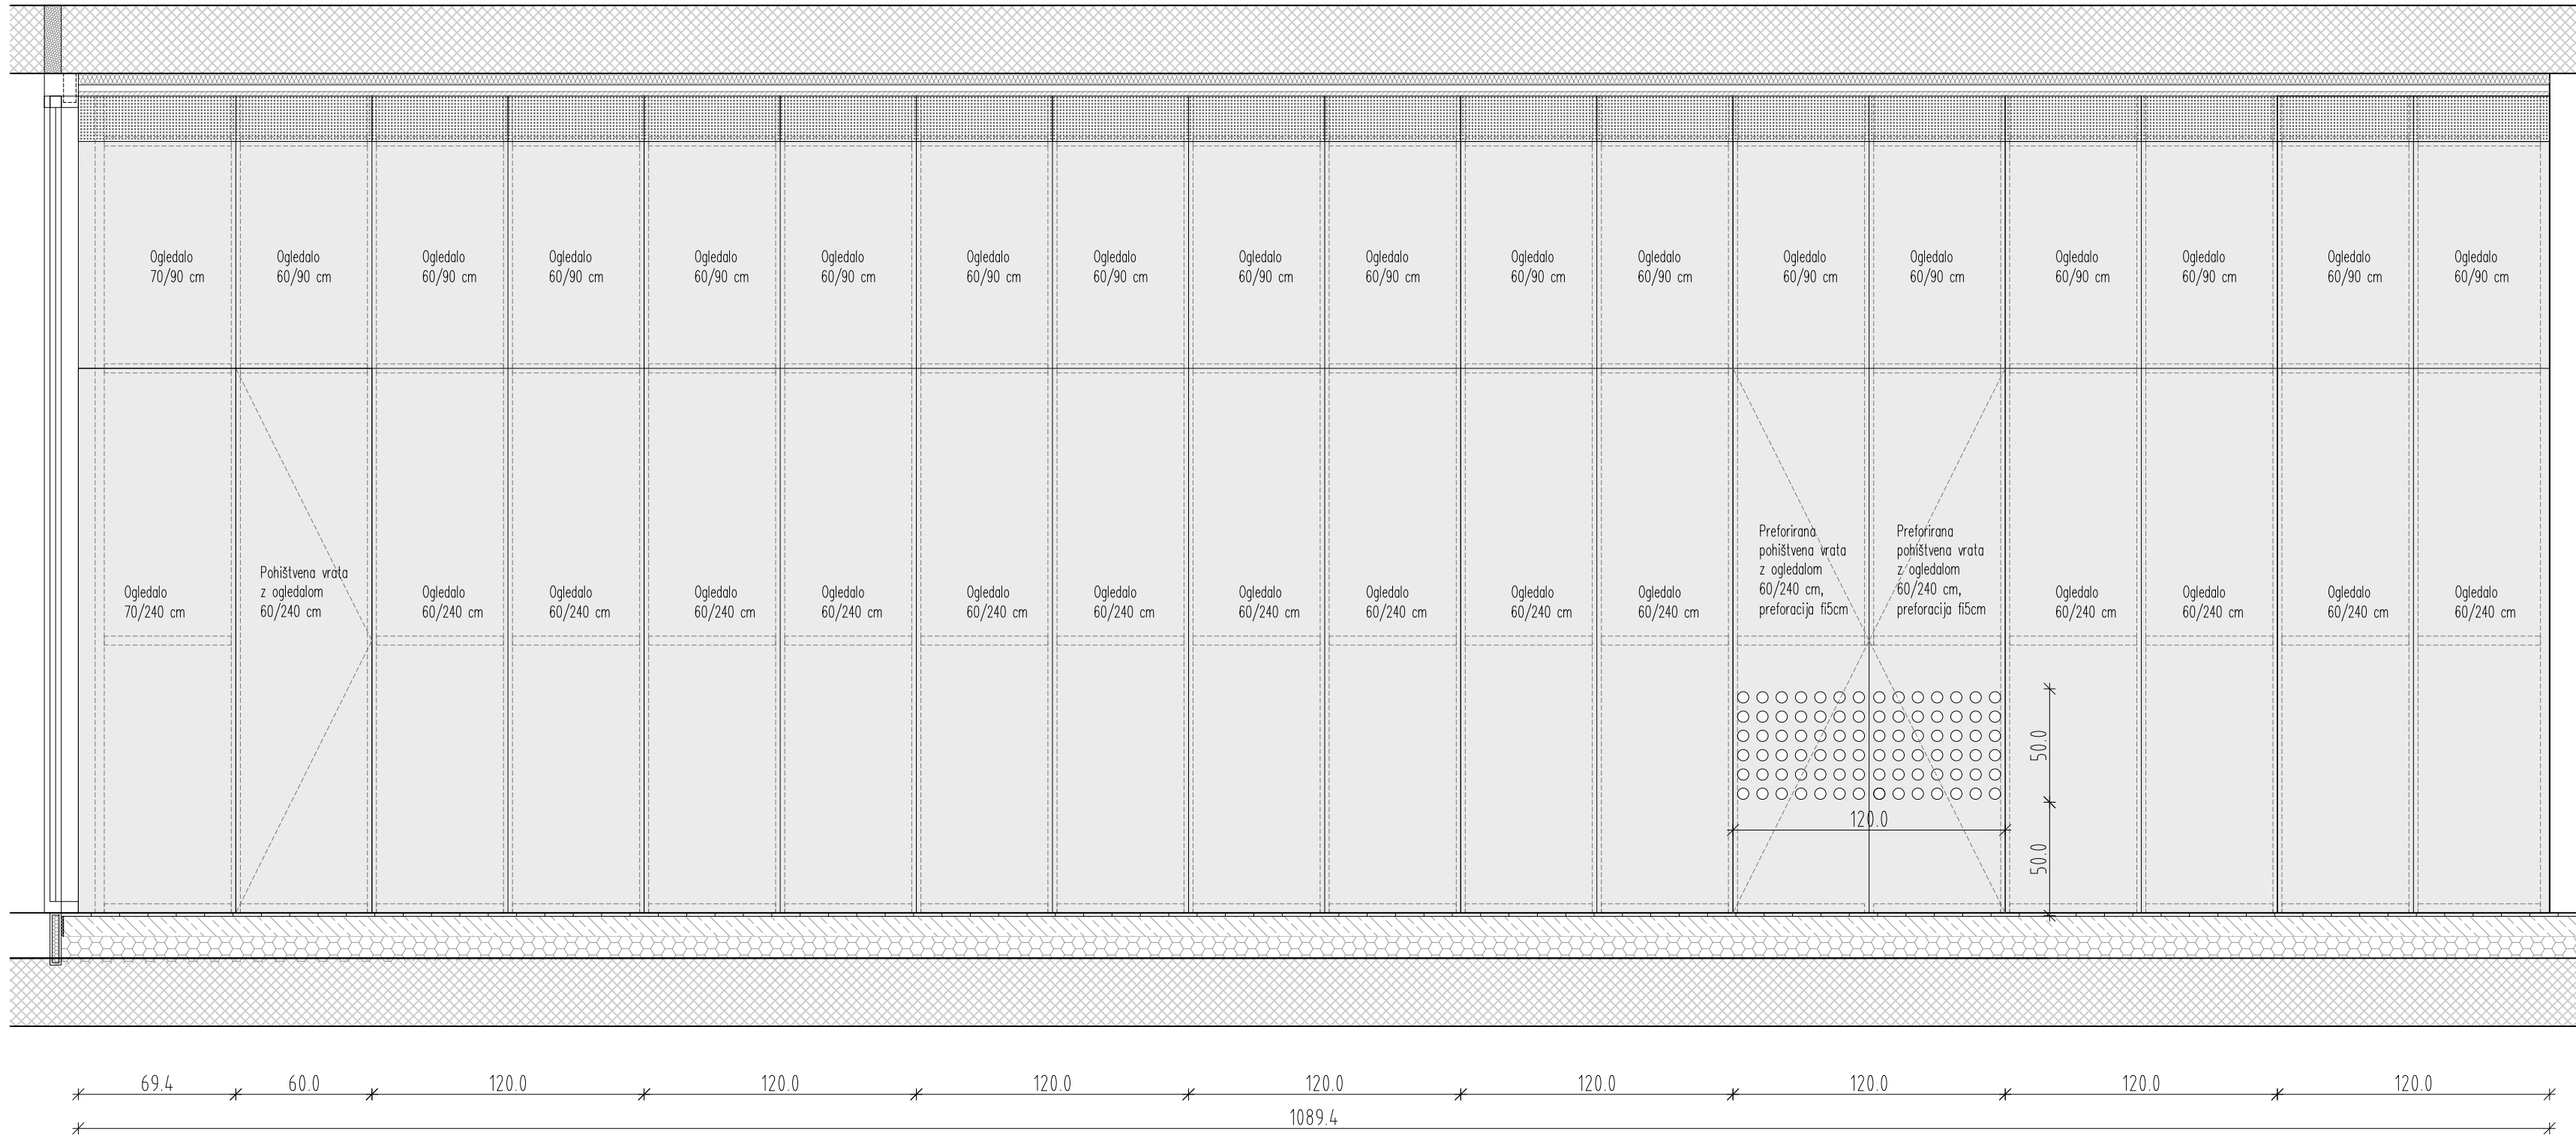 Ogledalo
70/90 cm
Ogledalo
60/90 cm
Ogledalo
60/90 cm
Ogledalo
60/90 cm
Ogledalo
60/90 cm
Ogledalo
60/90 cm
Ogledalo
60/90 cm
Ogledalo
60/90 cm
Ogledalo
60/90 cm
Ogledalo
60/90 cm
Ogledalo
60/90 cm
Ogledalo
60/90 cm
Ogledalo
60/90 cm
Ogledalo
60/90 cm
Ogledalo
60/90 cm
Ogledalo
60/90 cm
Ogledalo
60/90 cm
Ogledalo
60/90 cm
Ogledalo
70/240 cm
Pohištvena vrata
z ogledalom
60/240 cm
Ogledalo
60/240 cm
Ogledalo
60/240 cm
Ogledalo
60/240 cm
Ogledalo
60/240 cm
Ogledalo
60/240 cm
Ogledalo
60/240 cm
Ogledalo
60/240 cm
Ogledalo
60/240 cm
Ogledalo
60/240 cm
Ogledalo
60/240 cm
Preforirana
pohištvena vrata
z ogledalom
60/240 cm,
preforacija fi5cm
Preforirana
pohištvena vrata
z ogledalom
60/240 cm,
preforacija fi5cm
Ogledalo
60/240 cm
Ogledalo
60/240 cm
Ogledalo
60/240 cm
Ogledalo
60/240 cm
50.0
120.0
50.0
69.4
60.0
120.0
120.0
120.0
120.0
120.0
120.0
120.0
120.0
1089.4